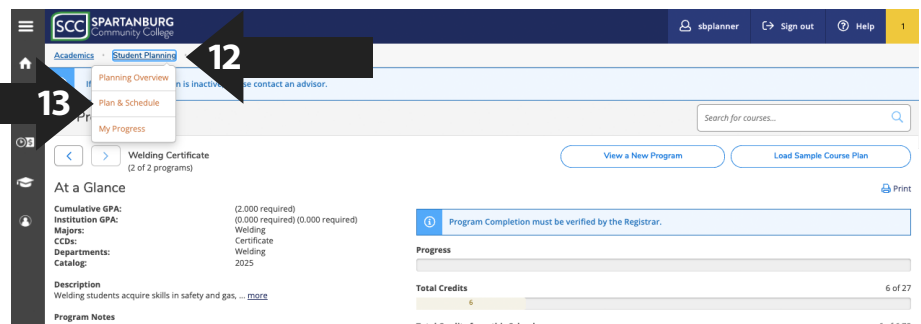 SCC SPARTANBURG
Community College
sbplanner
Sign out
Help
1
Academics · Student Planning
12
is inactive
se contact an advisor.
Planning Overview
Plan & Schedule
My Progress
13
Search for courses...
Welding Certificate
(2 of 2 programs)
View a New Program
Load Sample Course Plan
At a Glance
Print
Cumulative GPA: (2.000 required)
Institution GPA: (0.000 required) (0.000 required)
Majors: Welding
CCDs: Certificate
Departments: Welding
Catalog: 2025
Description
Welding students acquire skills in safety and gas, ... more
Program Notes
Program Completion must be verified by the Registrar.
Progress
Total Credits 6 of 27
6